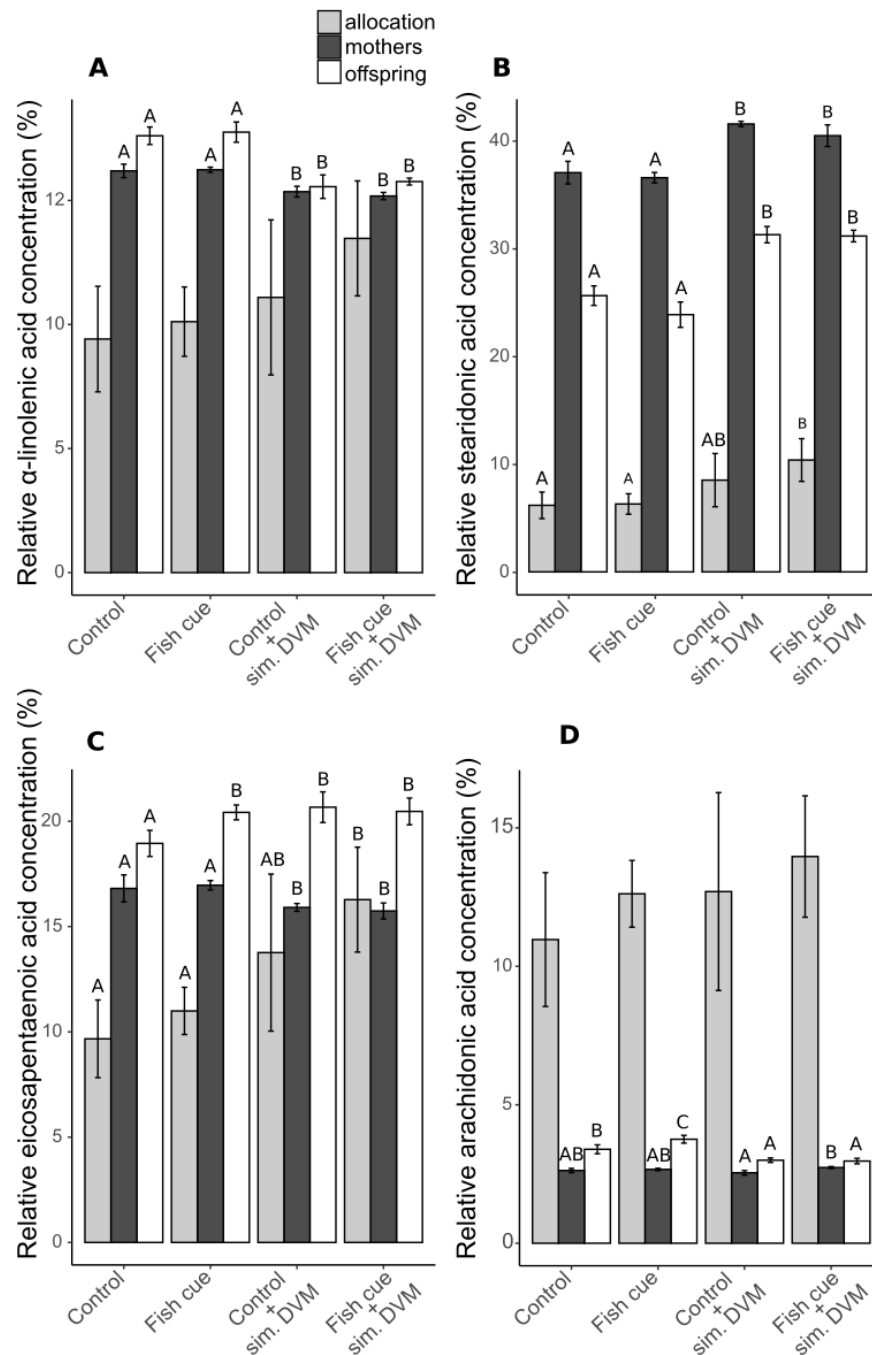 allocation
mothers
offspring
A
Relative α-linolenic acid concentration (%)
12
10
5
0
A
A
A
A
B
B
B
B
Control
Fish cue
Control
+
sim. DVM
Fish cue
+
sim. DVM
B
Relative stearidonic acid concentration (%)
40
30
20
10
0
A
A
A
A
A
A
AB
B
B
B
B
B
Control
Fish cue
Control
+
sim. DVM
Fish cue
+
sim. DVM
C
Relative eicosapentaenoic acid concentration (%)
20
15
10
5
0
A
A
A
A
A
B
AB
B
B
B
B
B
Control
Fish cue
Control
+
sim. DVM
Fish cue
+
sim. DVM
D
Relative arachidonic acid concentration (%)
15
10
5
0
AB
B
AB
C
A
A
B
A
Control
Fish cue
Control
+
sim. DVM
Fish cue
+
sim. DVM